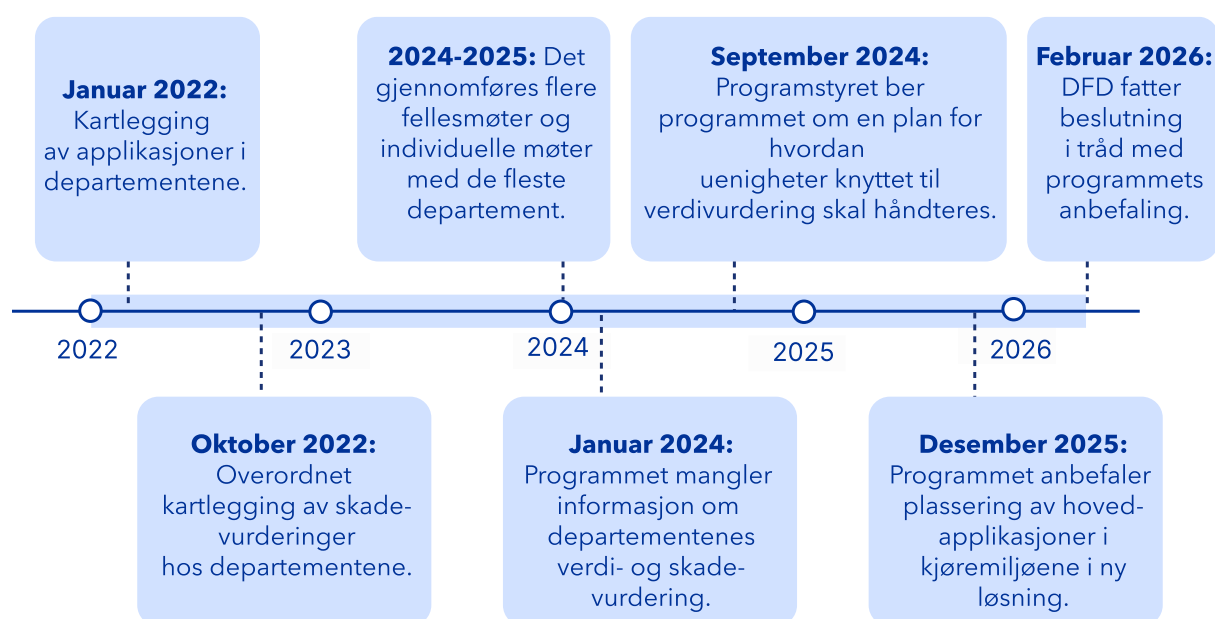 Januar 2022:
Kartlegging
av applikasjoner i
departementene.
2024-2025: Det
gjennomføres flere
fellesmøter og
individuelle møter
med de fleste
departement.
September 2024:
Programstyret ber
programmet om en plan for
hvordan
uenigheter knyttet til
verdivurdering skal håndteres.
Februar 2026:
DFD fatter
beslutning
i tråd med
programmets
anbefaling.
2022
2023
2024
2025
2026
Oktober 2022:
Overordnet
kartlegging av skade-
vurderinger
hos departementene.
Januar 2024:
Programmet mangler
informasjon om
departementenes
verdi- og skade-
vurdering.
Desember 2025:
Programmet anbefaler
plassering av hoved-
applikasjoner i
kjøremiljøene i ny
løsning.